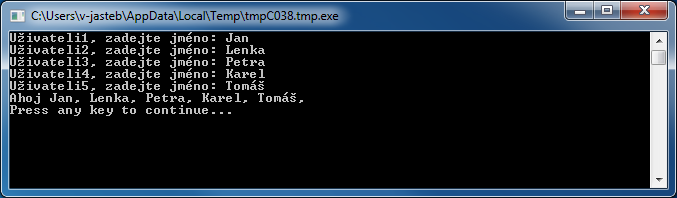 C:\Users\v-jasteb\AppData\Local\Temp\tmpC038.tmp.exe
Uživateli1, zadejte jméno: Jan
Uživateli2, zadejte jméno: Lenka
Uživateli3, zadejte jméno: Petra
Uživateli4, zadejte jméno: Karel
Uživateli5, zadejte jméno: Tomáš
Ahoj Jan, Lenka, Petra, Karel, Tomáš,
Press any key to continue...